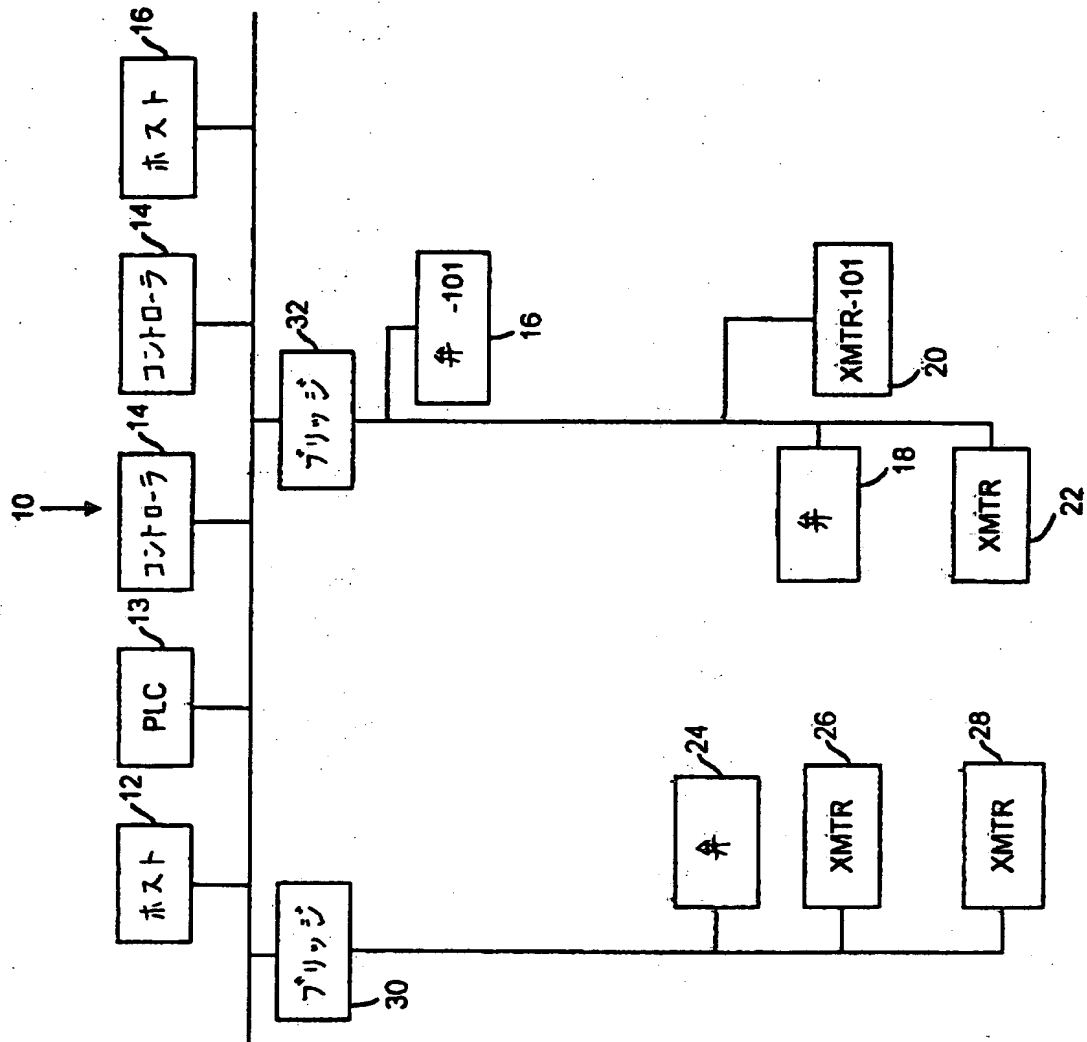 10
ホスト
12
PLC
13
コントローラ
14
コントローラ
14
ホスト
16
ブリッジ
30
ブリッジ
32
弁
24
XMTR
26
XMTR
28
弁 -101
16
XMTR-101
20
弁
18
XMTR
22